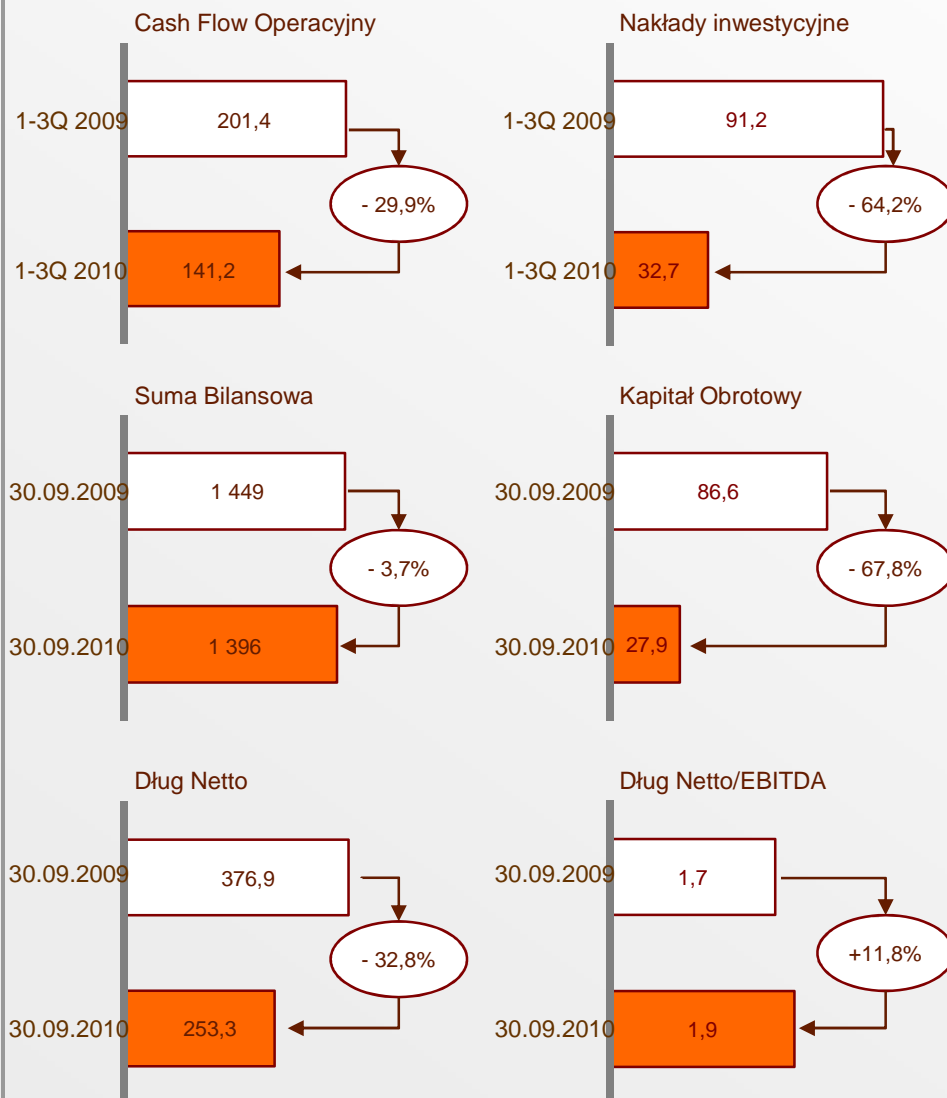 Cash Flow Operacyjny
1-3Q 2009
201,4
- 29,9%
1-3Q 2010
141,2
Nakłady inwestycyjne
1-3Q 2009
91,2
- 64,2%
1-3Q 2010
32,7
Suma Bilansowa
30.09.2009
1 449
- 3,7%
30.09.2010
1 396
Kapitał Obrotowy
30.09.2009
86,6
- 67,8%
30.09.2010
27,9
Dług Netto
30.09.2009
376,9
- 32,8%
30.09.2010
253,3
Dług Netto/EBITDA
30.09.2009
1,7
+11,8%
30.09.2010
1,9